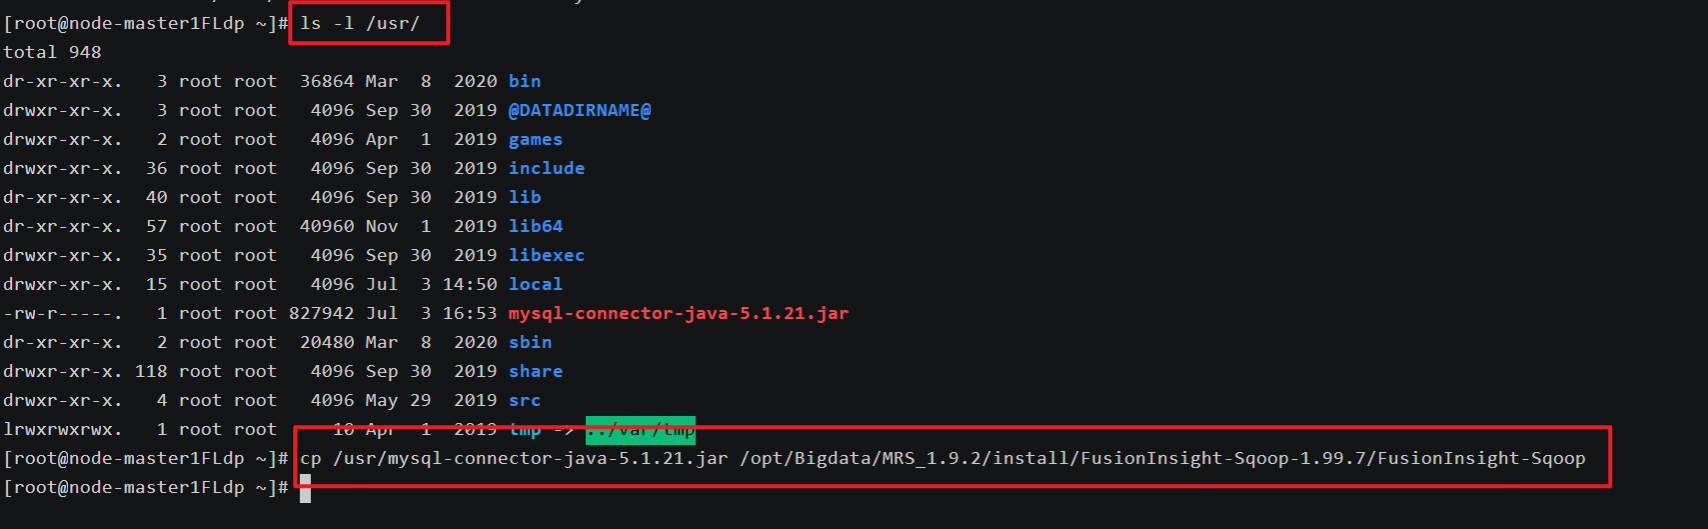 [root@node-master1FLdp ~]# ls -l /usr/
total 948
dr-xr-xr-x.   3 root root  36864 Mar  8  2020 bin
drwxr-xr-x.   3 root root   4096 Sep 30  2019 @DATADIRNAME@
drwxr-xr-x.   2 root root   4096 Apr  1  2019 games
drwxr-xr-x.  36 root root   4096 Sep 30  2019 include
dr-xr-xr-x.  40 root root   4096 Sep 30  2019 lib
dr-xr-xr-x.  57 root root  40960 Nov  1  2019 lib64
drwxr-xr-x.  35 root root   4096 Sep 30  2019 libexec
drwxr-xr-x.  15 root root   4096 Jul  3 14:50 local
-rw-r-----.   1 root root 827942 Jul  3 16:53 mysql-connector-java-5.1.21.jar
dr-xr-xr-x.   2 root root  20480 Mar  8  2020 sbin
drwxr-xr-x. 118 root root   4096 Sep 30  2019 share
drwxr-xr-x.   4 root root   4096 May 29  2019 src
lrwxrwxrwx.   1 root root     10 Apr  1  2019 tmp -> ../var/tmp
[root@node-master1FLdp ~]# cp /usr/mysql-connector-java-5.1.21.jar /opt/Bigdata/MRS_1.9.2/install/FusionInsight-Sqoop-1.99.7/FusionInsight-Sqoop
[root@node-master1FLdp ~]#